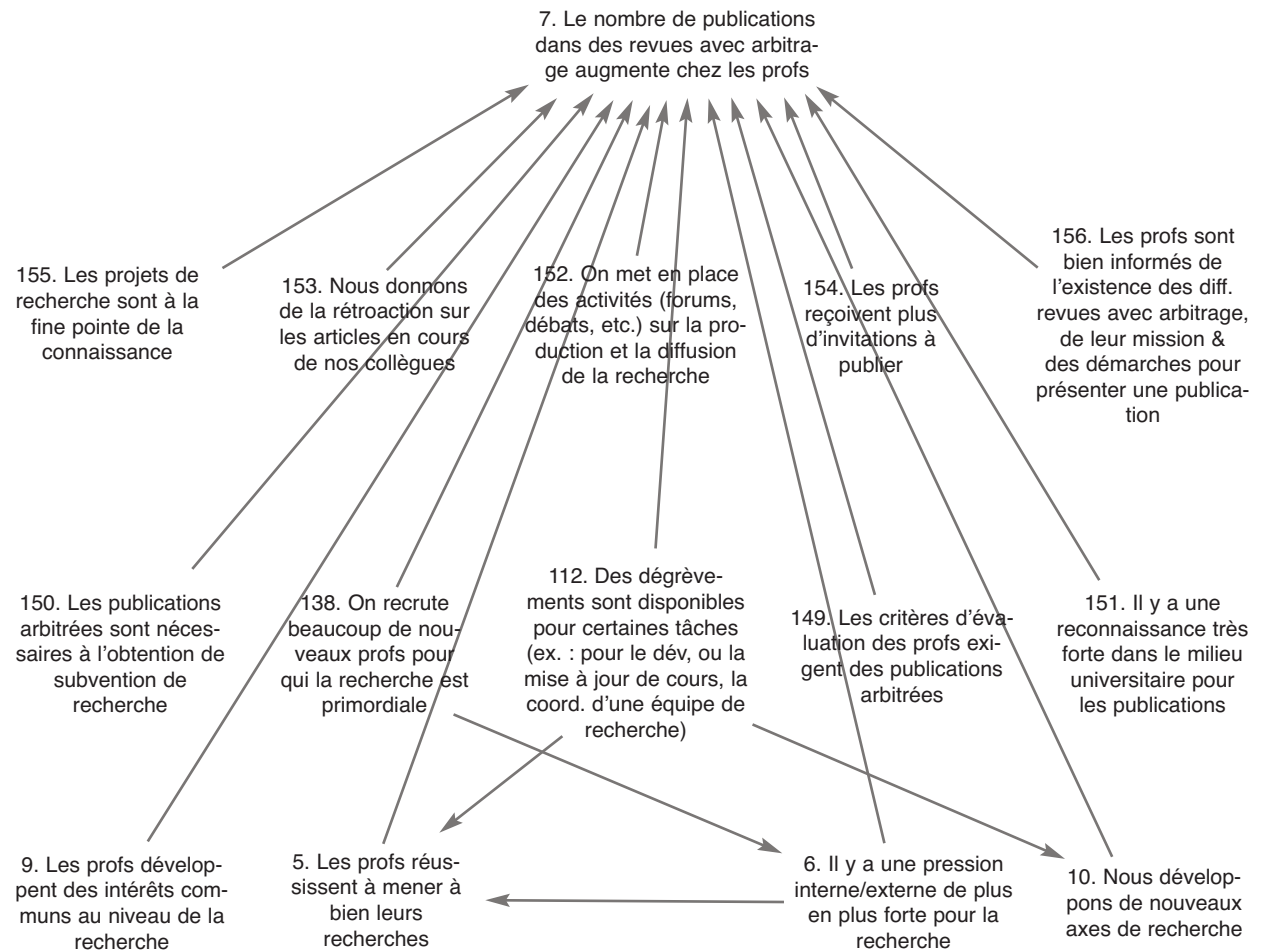 7. Le nombre de publications
dans des revues avec arbitra-
ge augmente chez les profs
155. Les projets de
recherche sont à la
fine pointe de la
connaissance
153. Nous donnons
de la rétroaction sur
les articles en cours
de nos collègues
152. On met en place
des activités (forums,
débats, etc.) sur la pro-
duction et la diffusion
de la recherche
154. Les profs
reçoivent plus
d'invitations à
publier
156. Les profs sont
bien informés de
l'existence des diff.
revues avec arbitrage,
de leur mission &
des démarches pour
présenter une publica-
tion
150. Les publications
arbitrées sont néces-
saires à l'obtention de
subvention de
recherche
138. On recrute
beaucoup de nou-
veaux profs pour
qui la recherche est
primordiale
112. Des dégrève-
ments sont disponibles
pour certaines tâches
(ex. : pour le dév, ou la
mise à jour de cours, la
coord. d'une équipe de
recherche)
149. Les critères d'éva-
luation des profs exi-
gent des publications
arbitrées
151. Il y a une
reconnaissance très
forte dans le milieu
universitaire pour
les publications
9. Les profs dévelop-
pent des intérêts com-
muns au niveau de la
recherche
5. Les profs réus-
sissent à mener à
bien leurs
recherches
6. Il y a une pression
interne/externe de plus
en plus forte pour la
recherche
10. Nous dévelop-
pons de nouveaux
axes de recherche